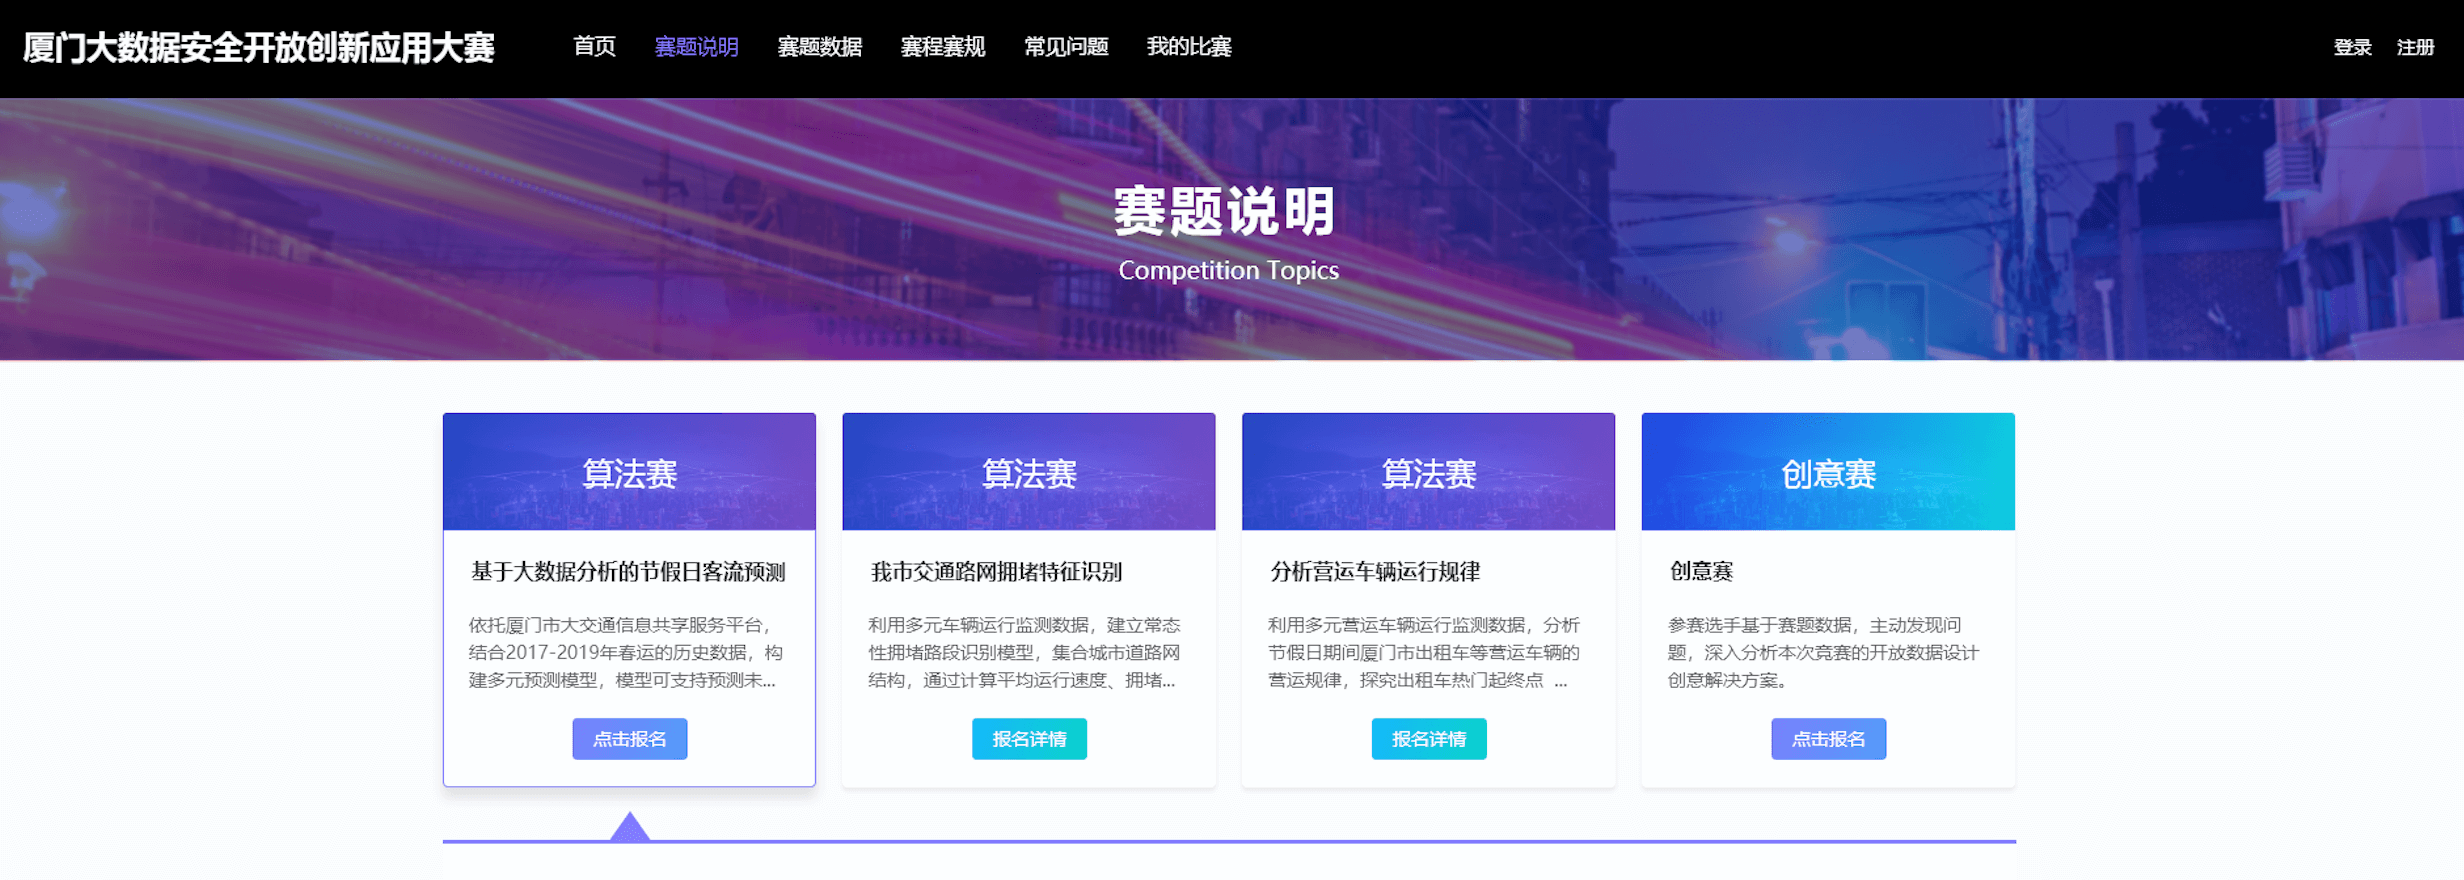 厦门大数据安全开放创新应用大赛
首页 赛题说明 赛题数据 赛程赛规 常见问题 我的比赛
登录 注册
赛题说明
Competition Topics
算法赛
基于大数据分析的节假日客流预测
依托厦门市大交通信息共享服务平台，
结合2017-2019年春运的历史数据，构
建多元预测模型，模型可支持预测未...
点击报名
算法赛
我市交通路网拥堵特征识别
利用多元车辆运行监测数据，建立常态
性拥堵路段识别模型，集合城市道路网
结构，通过计算平均运行速度、拥堵...
报名详情
算法赛
分析营运车辆运行规律
利用多元营运车辆运行监测数据，分析
节假日期间厦门市出租车等营运车辆的
营运规律，探究出租车热门起终点 ...
报名详情
创意赛
创意赛
参赛选手基于赛题数据，主动发现问
题，深入分析本次竞赛的开放数据设计
创意解决方案。
点击报名